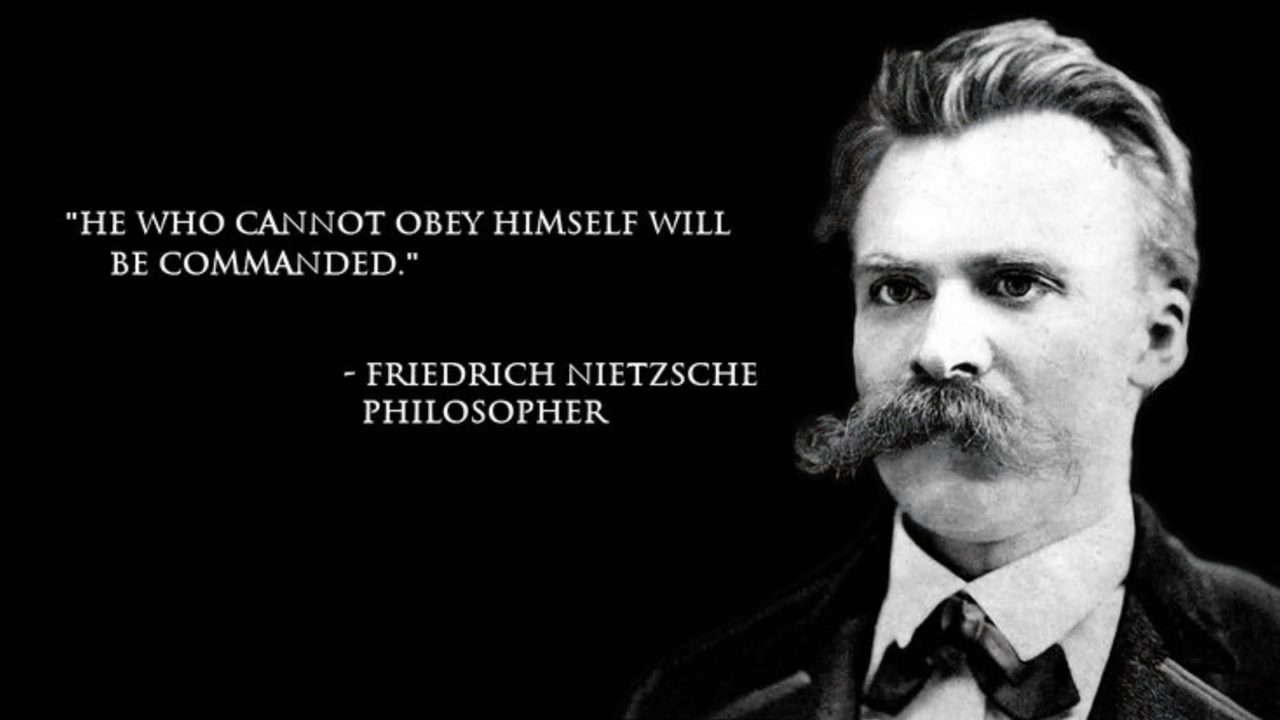 "HE WHO CANNOT OBEY HIMSELF WILL
BE COMMANDED."
- FRIEDRICH NIETZSCHE
PHILOSOPHER